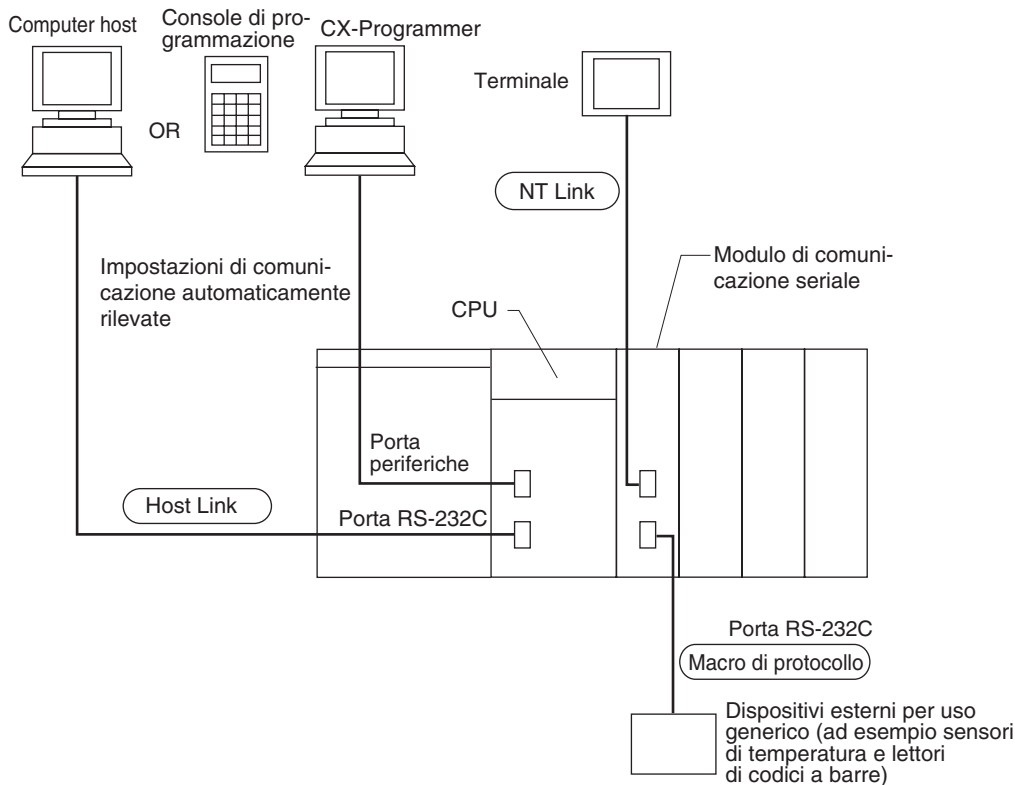 Computer host
Console di pro-
grammazione
CX-Programmer
Terminale
OR
NT Link
Impostazioni di comuni-
cazione automaticamente
rilevate
Modulo di comuni-
cazione seriale
CPU
Porta
periferiche
Host Link
Porta RS-232C
Porta RS-232C
Macro di protocollo
Dispositivi esterni per uso
generico (ad esempio sensori
di temperatura e lettori
di codici a barre)